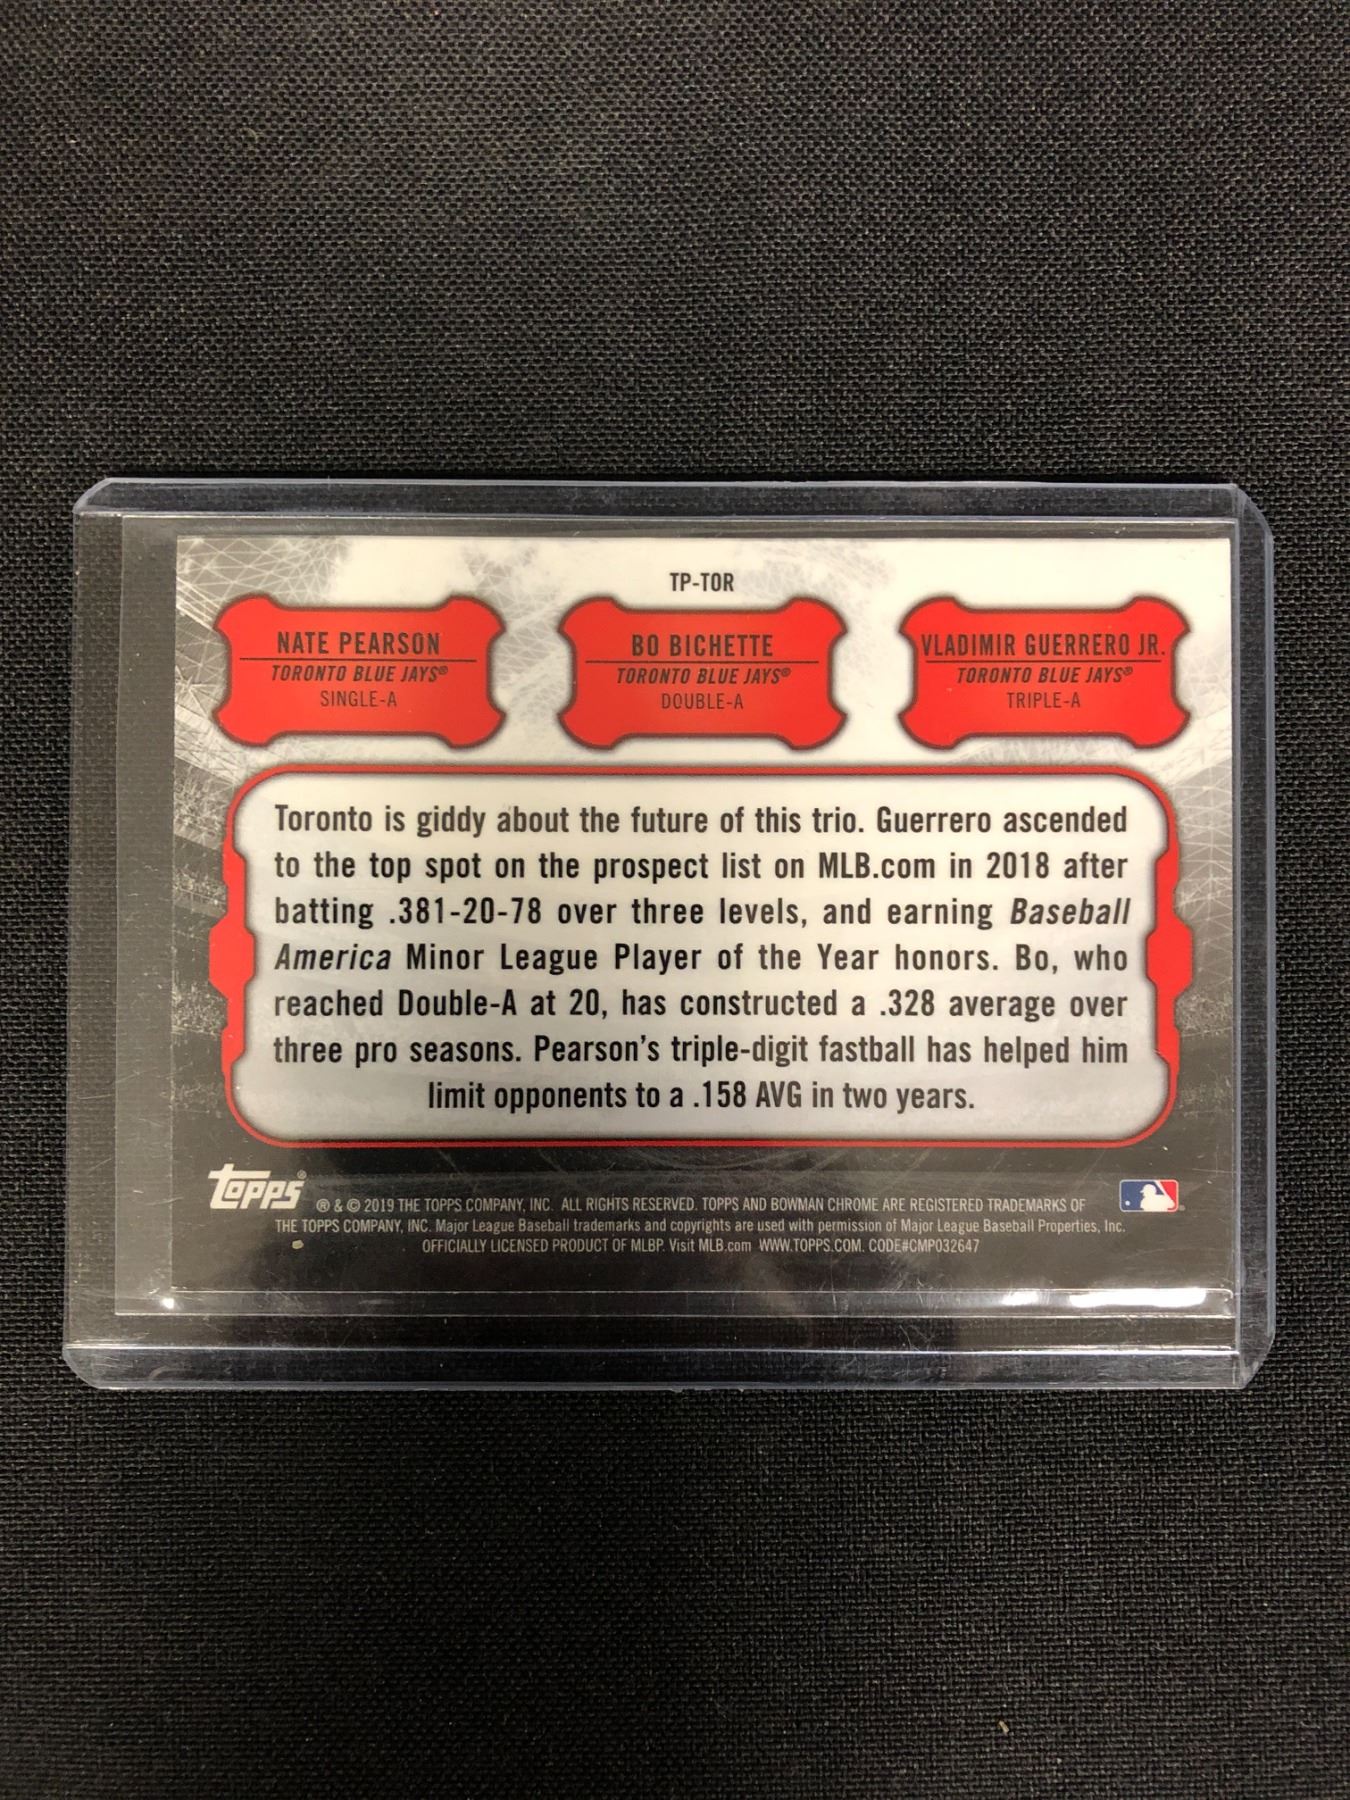 TP-TOR
NATE PEARSON
TORONTO BLUE JAYS®
SINGLE-A
BO BICHETTE
TORONTO BLUE JAYS®
DOUBLE-A
VLADIMIR GUERRERO JR.
TORONTO BLUE JAYS®
TRIPLE-A
Toronto is giddy about the future of this trio. Guerrero ascended
to the top spot on the prospect list on MLB.com in 2018 after
batting .381-20-78 over three levels, and earning Baseball
America Minor League Player of the Year honors. Bo, who
reached Double-A at 20, has constructed a .328 average over
three pro seasons. Pearson's triple-digit fastball has helped him
limit opponents to a .158 AVG in two years.
topps®
® & © 2019 THE TOPPS COMPANY, INC. ALL RIGHTS RESERVED. TOPPS AND BOWMAN CHROME ARE REGISTERED TRADEMARKS OF
THE TOPPS COMPANY, INC. Major League Baseball trademarks and copyrights are used with permission of Major League Baseball Properties, Inc.
OFFICIALLY LICENSED PRODUCT OF MLBP. Visit MLB.com WWW.TOPPS.COM. CODE#CMP032647